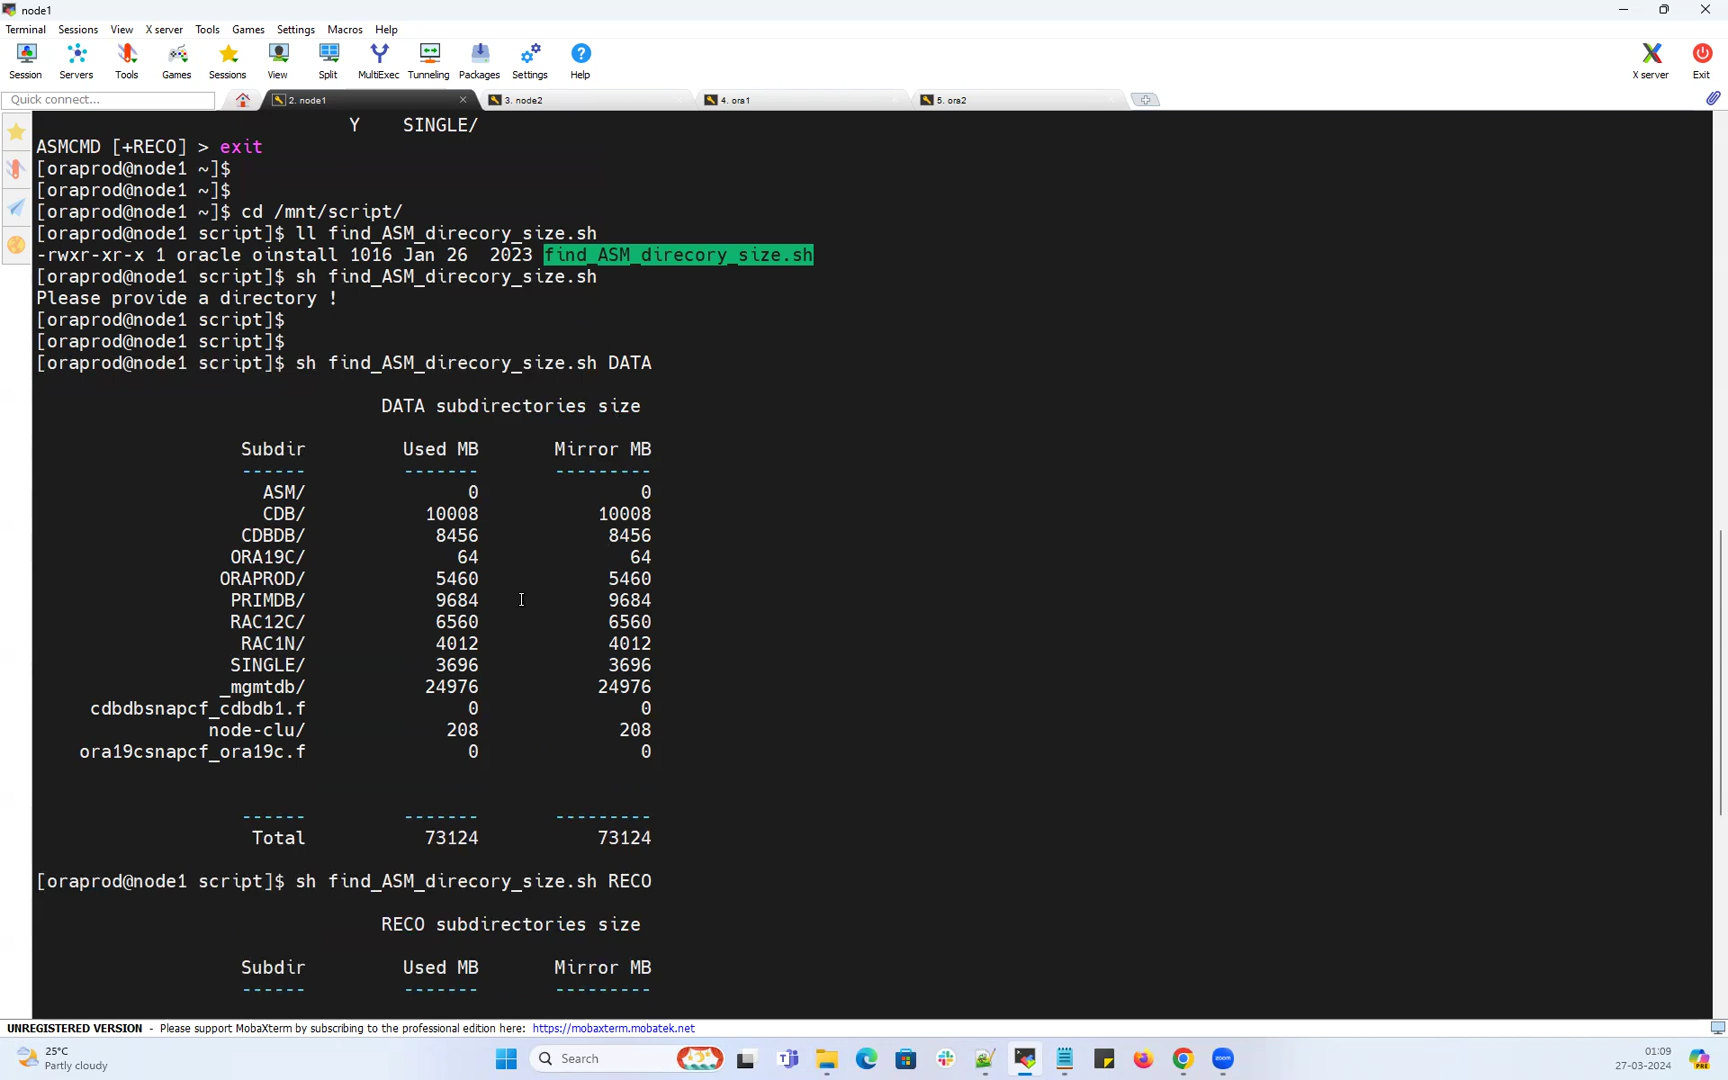 node1
Terminal Sessions View X server Tools Games Settings Macros Help
Session Servers Tools Games Sessions View Split MultiExec Tunneling Packages Settings Help X server Exit
Quick connect... 2. node1 3. node2 4. ora1 5. ora2
Y SINGLE/
ASMCMD [+RECO] > exit
[oraprod@node1 ~]$
[oraprod@node1 ~]$
[oraprod@node1 ~]$ cd /mnt/script/
[oraprod@node1 script]$ ll find_ASM_direcory_size.sh
-rwxr-xr-x 1 oracle oinstall 1016 Jan 26 2023 find_ASM_direcory_size.sh
[oraprod@node1 script]$ sh find_ASM_direcory_size.sh
Please provide a directory !
[oraprod@node1 script]$
[oraprod@node1 script]$
[oraprod@node1 script]$ sh find_ASM_direcory_size.sh DATA
DATA subdirectories size
Subdir Used MB Mirror MB
------ ------- ---------
ASM/ 0 0
CDB/ 10008 10008
CDBDB/ 8456 8456
ORA19C/ 64 64
ORAPROD/ 5460 5460
PRIMDB/ 9684 9684
RAC12C/ 6560 6560
RAC1N/ 4012 4012
SINGLE/ 3696 3696
_mgmtdb/ 24976 24976
cdbdbsnapcf_cdbdb1.f 0 0
node-clu/ 208 208
ora19csnapcf_ora19c.f 0 0
------ ------- ---------
Total 73124 73124
[oraprod@node1 script]$ sh find_ASM_direcory_size.sh RECO
RECO subdirectories size
Subdir Used MB Mirror MB
------ ------- ---------
UNREGISTERED VERSION - Please support MobaXterm by subscribing to the professional edition here: https://mobaxterm.mobatek.net
25°C
Partly cloudy
Search
zoom
PRE
01:09
27-03-2024